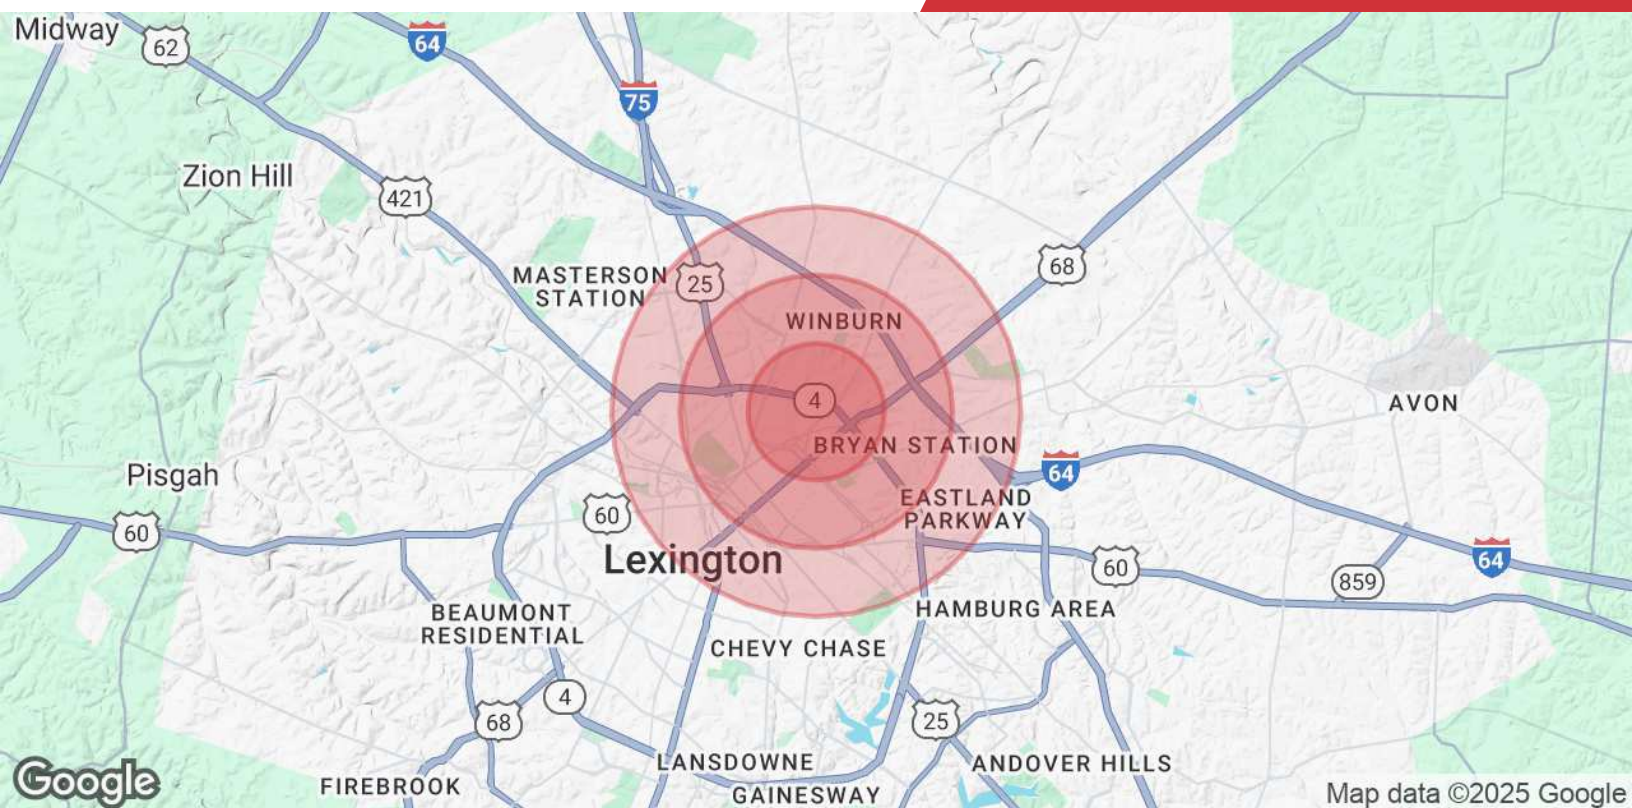 Midway
62
64
75
Zion Hill
421
68
MASTERSON
STATION
25
WINBURN
4
AVON
BRYAN STATION
Pisgah
64
EASTLAND
PARKWAY
60
60
Lexington
60
64
859
BEAUMONT
RESIDENTIAL
HAMBURG AREA
CHEVY CHASE
4
68
25
LANSDOWNE
ANDOVER HILLS
Google
FIREBROOK
GAINESWAY
Map data ©2025 Google